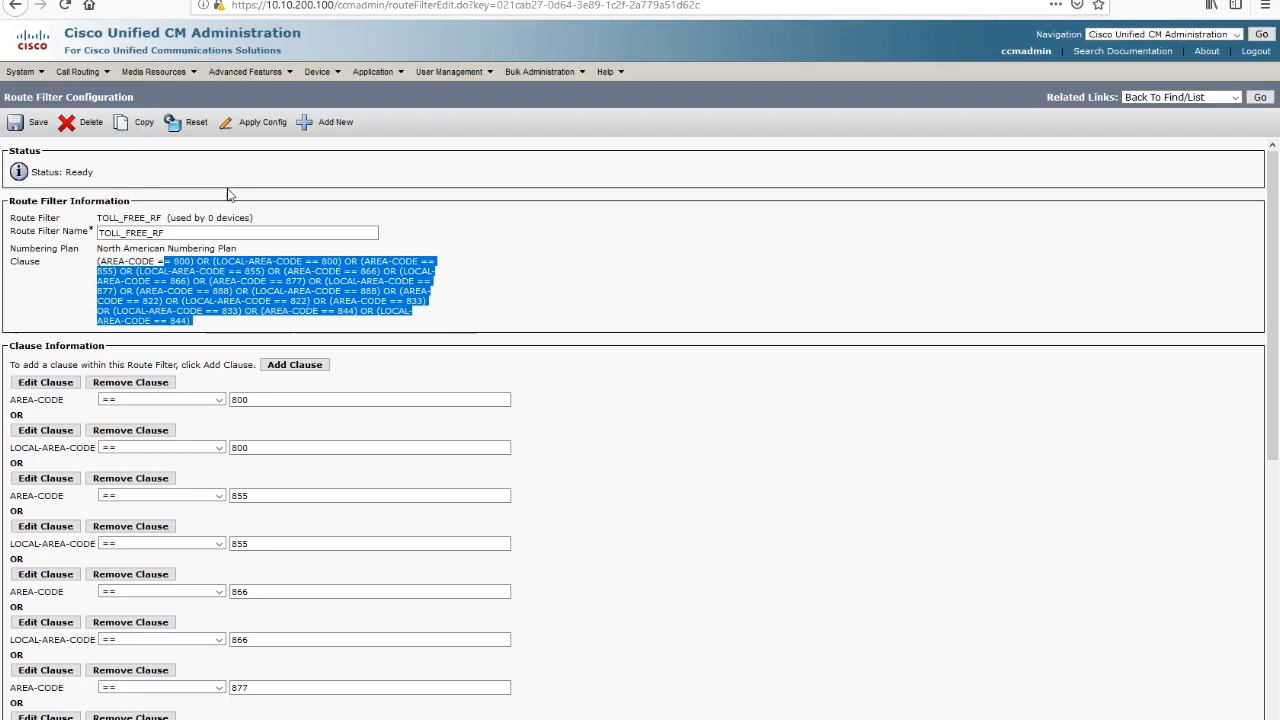 https://10.10.200.100/ccmadmin/routeFilterEdit.do?key=021cab27-0d64-3e89-1c2f-2a779a51d62c
CISCO
Cisco Unified CM Administration
For Cisco Unified Communications Solutions
Navigation Cisco Unified CM Administration Go
ccmadmin Search Documentation About Logout
System Call Routing Media Resources Advanced Features Device Application User Management Bulk Administration Help
Route Filter Configuration
Related Links: Back To Find/List Go
Save Delete Copy Reset Apply Config Add New
Status
Status: Ready
Route Filter Information
Route Filter TOLL_FREE_RF (used by 0 devices)
Route Filter Name* TOLL_FREE_RF
Numbering Plan North American Numbering Plan
Clause (AREA-CODE == 800) OR (LOCAL-AREA-CODE == 800) OR (AREA-CODE ==
855) OR (LOCAL-AREA-CODE == 855) OR (AREA-CODE == 866) OR (LOCAL-
AREA-CODE == 866) OR (AREA-CODE == 877) OR (LOCAL-AREA-CODE ==
877) OR (AREA-CODE == 888) OR (LOCAL-AREA-CODE == 888) OR (AREA-
CODE == 822) OR (LOCAL-AREA-CODE == 822) OR (AREA-CODE == 833)
OR (LOCAL-AREA-CODE == 833) OR (AREA-CODE == 844) OR (LOCAL-
AREA-CODE == 844)
Clause Information
To add a clause within this Route Filter, click Add Clause. Add Clause
Edit Clause Remove Clause
AREA-CODE == 800
OR
Edit Clause Remove Clause
LOCAL-AREA-CODE == 800
OR
Edit Clause Remove Clause
AREA-CODE == 855
OR
Edit Clause Remove Clause
LOCAL-AREA-CODE == 855
OR
Edit Clause Remove Clause
AREA-CODE == 866
OR
Edit Clause Remove Clause
LOCAL-AREA-CODE == 866
OR
Edit Clause Remove Clause
AREA-CODE == 877
OR
Edit Clause Remove Clause